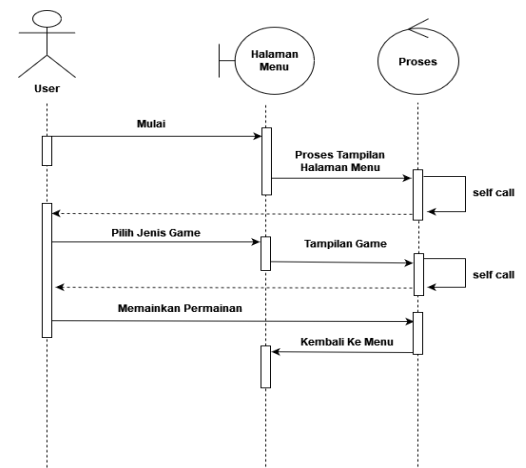 Halaman
Menu
Proses
User
Mulai
Proses Tampilan
Halaman Menu
self call
Pilih Jenis Game
Tampilan Game
self call
Memainkan Permainan
Kembali Ke Menu